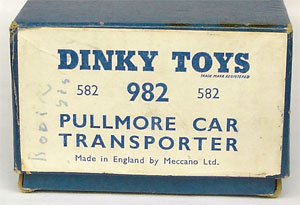 DINKY TOYS
TRADE MARK REGISTERED
582 982 582
PULLMORE CAR
TRANSPORTER
Made in England by Meccano Ltd.